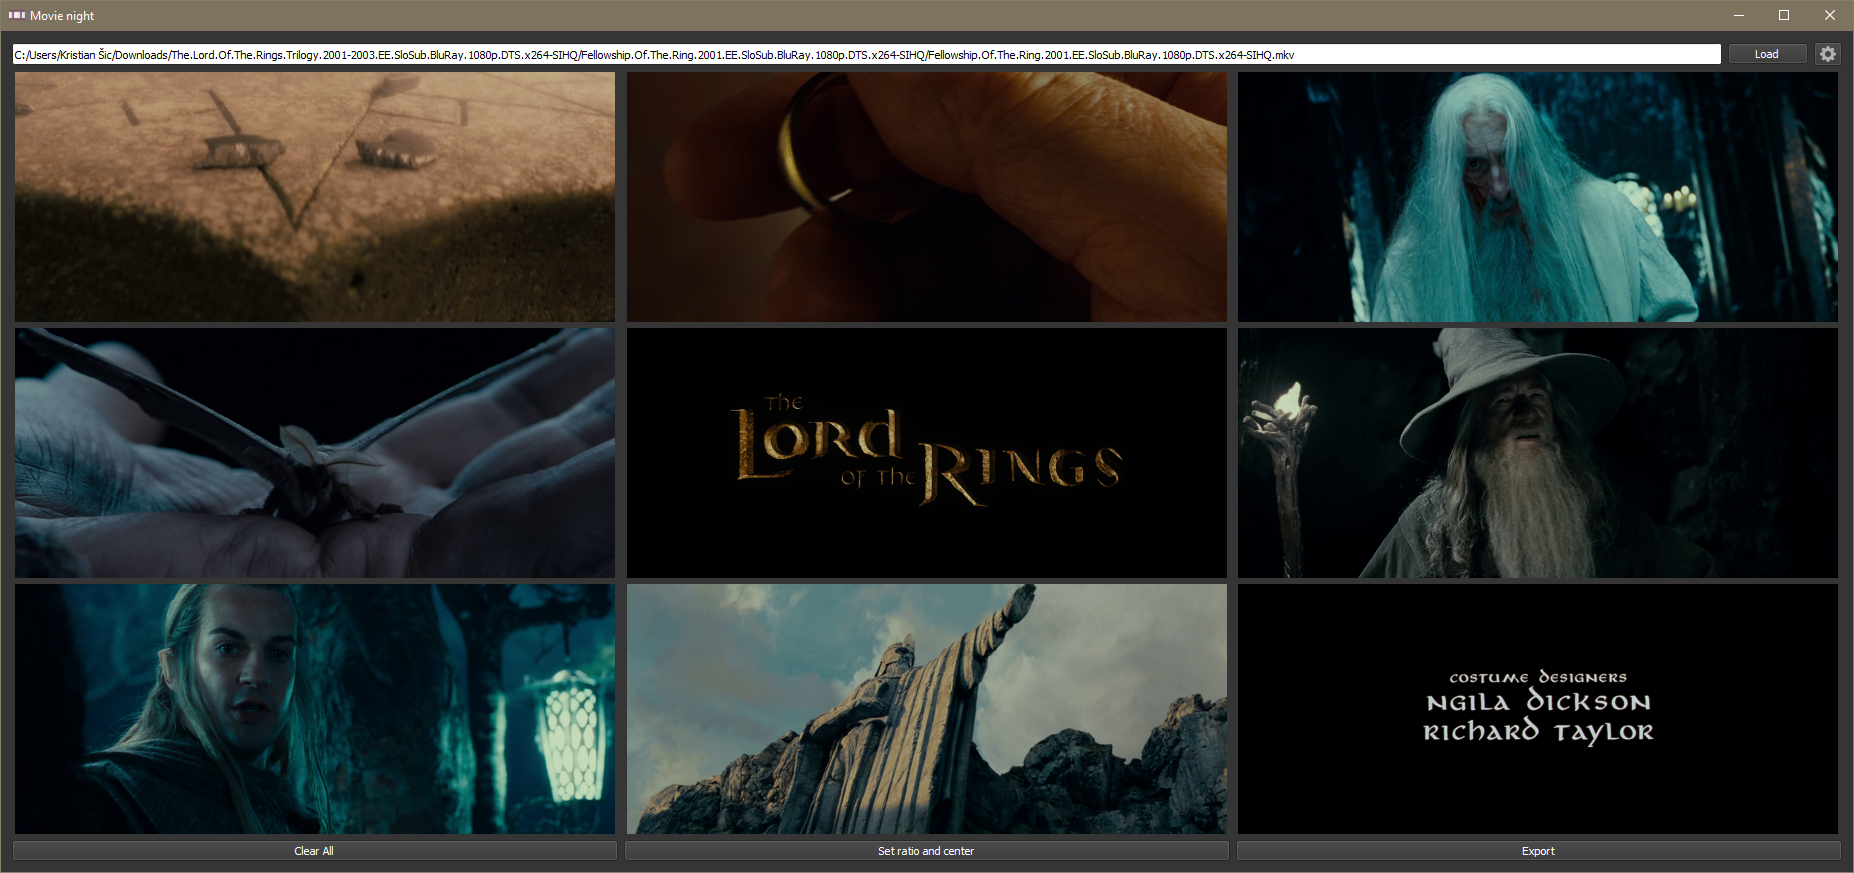 Movie night
C:/Users/Kristian Šic/Downloads/The.Lord.Of.The.Rings.Trilogy.2001-2003.EE.SloSub.BluRay.1080p.DTS.x264-SIHQ/Fellowship.Of.The.Ring.2001.EE.SloSub.BluRay.1080p.DTS.x264-SIHQ/Fellowship.Of.The.Ring.2001.EE.SloSub.BluRay.1080p.DTS.x264-SIHQ.mkv
Load
The
Lord
of the
Rings
costume designers
ngila dickson
richard taylor
Clear All
Set ratio and center
Export